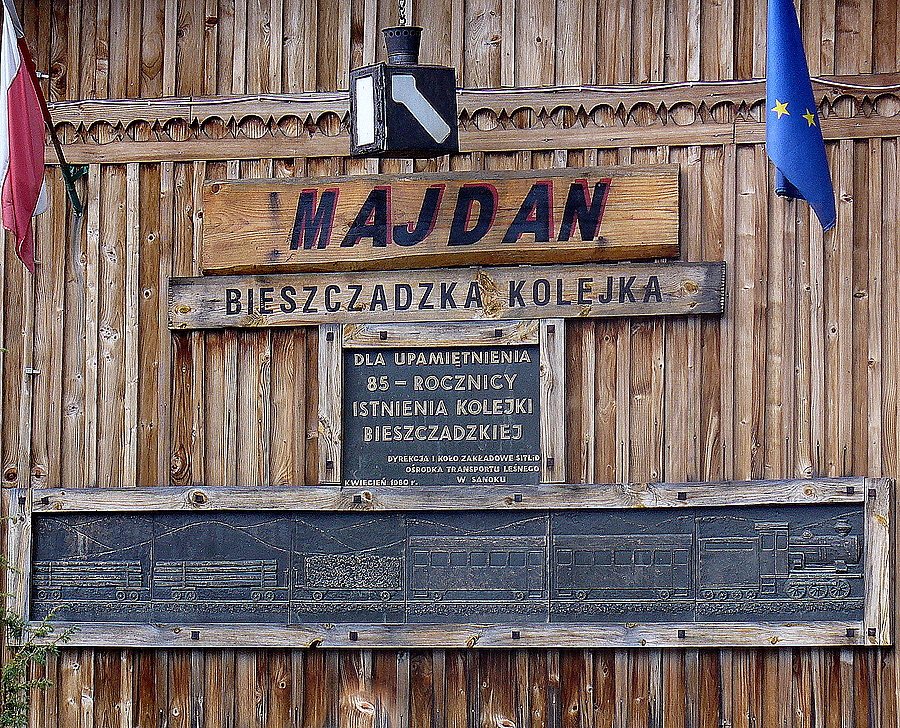 MAJDAN
BIESZCZADZKA KOLEJKA
DLA UPAMIĘTNIENIA
85 – ROCZNICY
ISTNIENIA KOLEJKI
BIESZCZADZKIEJ
DYREKCJA I KOŁO ZAKŁADOWE SITLiD
OŚRODKA TRANSPORTU LEŚNEGO
KWIECIEŃ 1980 R. W SANOKU